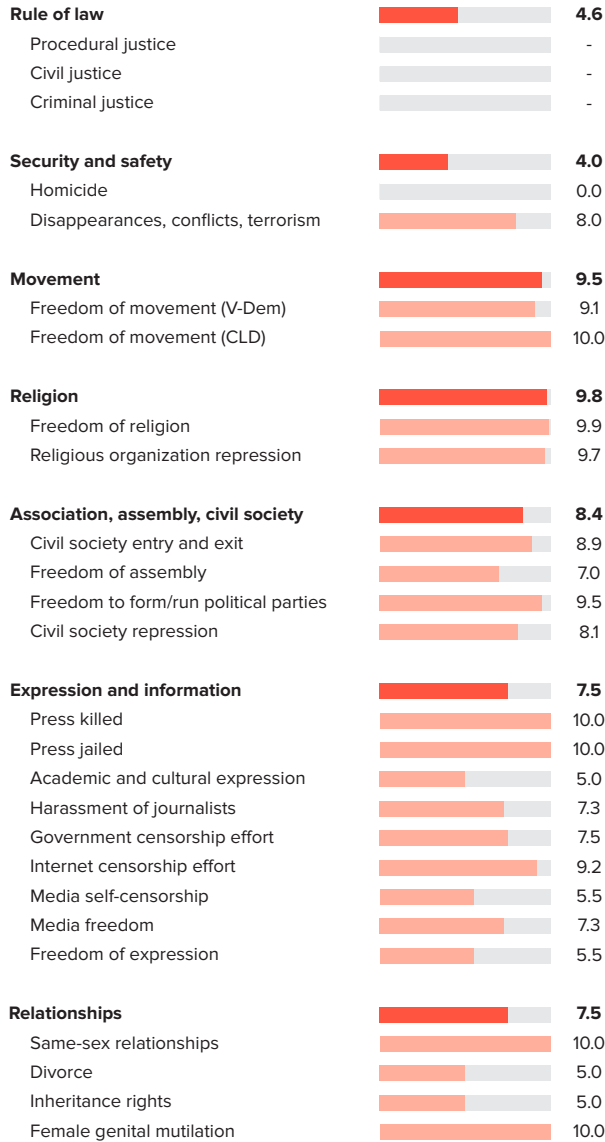 Rule of law 4.6
Procedural justice -
Civil justice -
Criminal justice -
Security and safety 4.0
Homicide 0.0
Disappearances, conflicts, terrorism 8.0
Movement 9.5
Freedom of movement (V-Dem) 9.1
Freedom of movement (CLD) 10.0
Religion 9.8
Freedom of religion 9.9
Religious organization repression 9.7
Association, assembly, civil society 8.4
Civil society entry and exit 8.9
Freedom of assembly 7.0
Freedom to form/run political parties 9.5
Civil society repression 8.1
Expression and information 7.5
Press killed 10.0
Press jailed 10.0
Academic and cultural expression 5.0
Harassment of journalists 7.3
Government censorship effort 7.5
Internet censorship effort 9.2
Media self-censorship 5.5
Media freedom 7.3
Freedom of expression 5.5
Relationships 7.5
Same-sex relationships 10.0
Divorce 5.0
Inheritance rights 5.0
Female genital mutilation 10.0